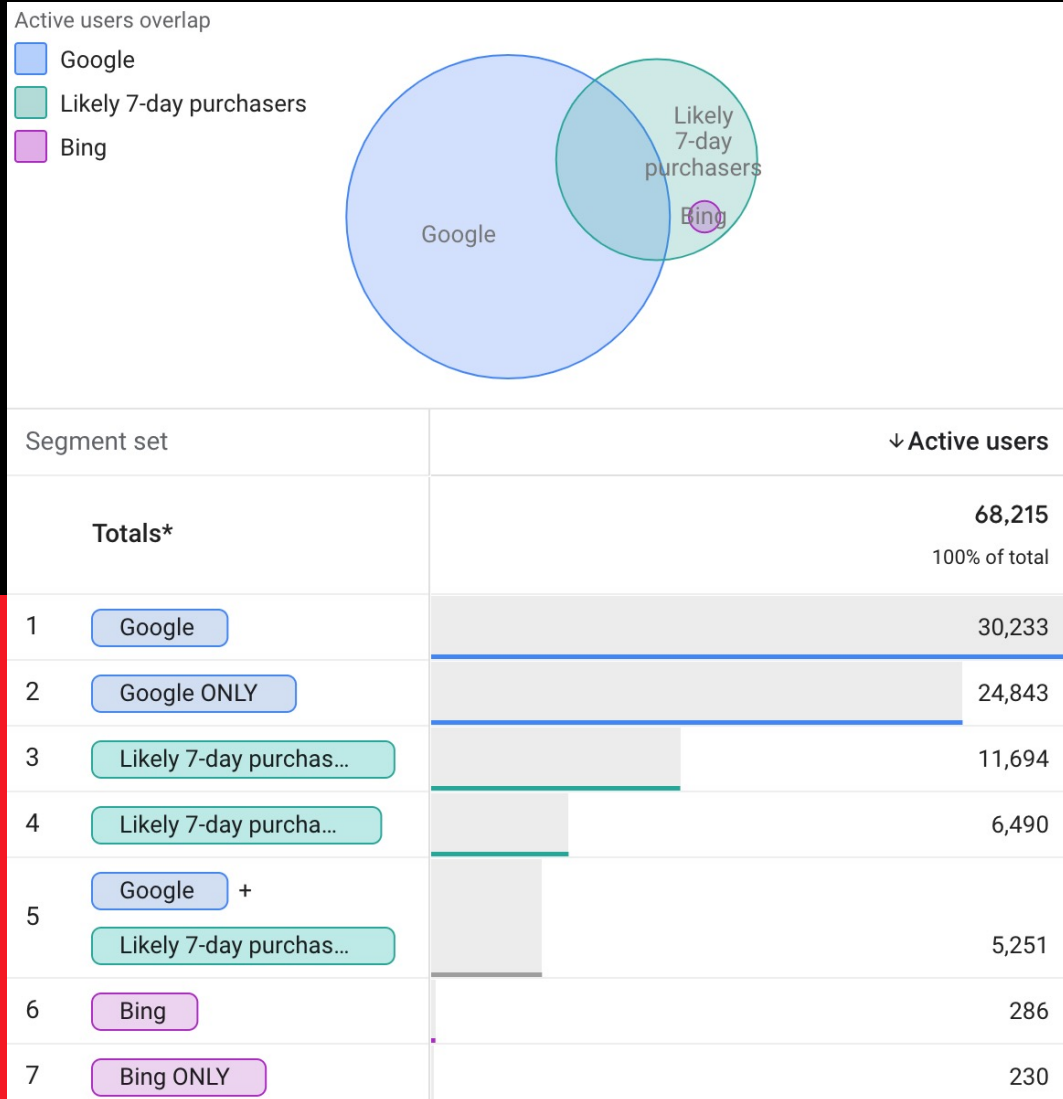 Active users overlap
Google
Likely 7-day purchasers
Bing
Likely
7-day
purchasers
Bing
Google
Segment set
↓ Active users
Totals*
68,215
100% of total
1 Google 30,233
2 Google ONLY 24,843
3 Likely 7-day purchas... 11,694
4 Likely 7-day purcha... 6,490
5 Google +
Likely 7-day purchas... 5,251
6 Bing 286
7 Bing ONLY 230